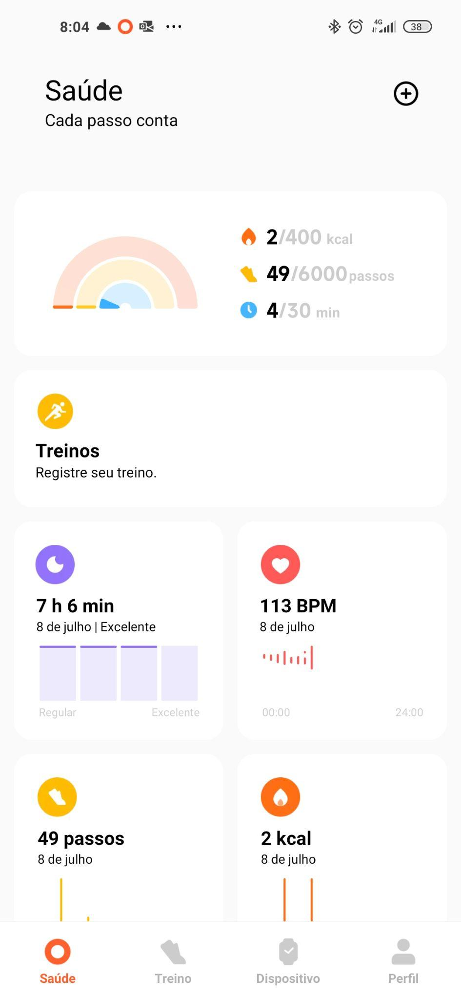 8:04 4G 38
Saúde
Cada passo conta
2/400 kcal
49/6000passos
4/30 min
Treinos
Registre seu treino.
7 h 6 min
8 de julho | Excelente
Regular Excelente
113 BPM
8 de julho
00:00 24:00
49 passos
8 de julho
2 kcal
8 de julho
Saúde Treino Dispositivo Perfil